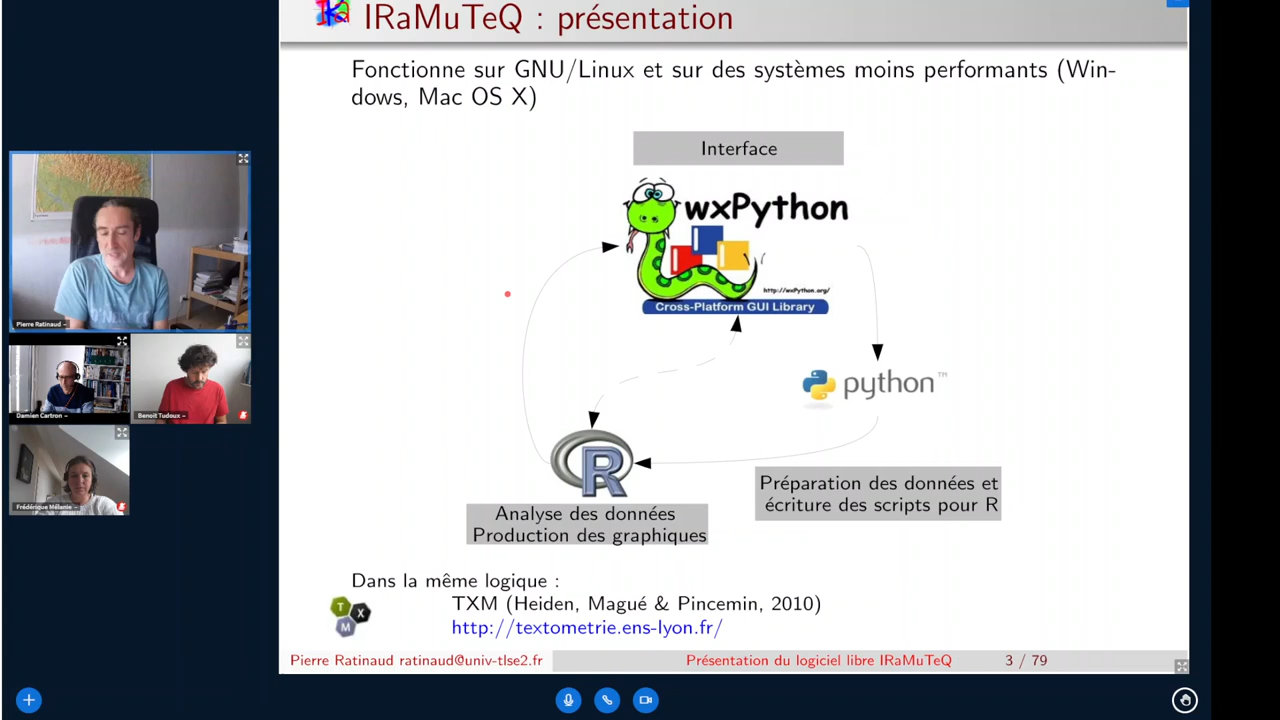 IRaMuTeQ : présentation
Fonctionne sur GNU/Linux et sur des systèmes moins performants (Win-
dows, Mac OS X)
Interface
wxPython
http://wxPython.org/
Cross-Platform GUI Library
python™
R
Préparation des données et
écriture des scripts pour R
Analyse des données
Production des graphiques
Dans la même logique :
T X M
TXM (Heiden, Magué & Pincemin, 2010)
http://textometrie.ens-lyon.fr/
Pierre Ratinaud ratinaud@univ-tlse2.fr
Présentation du logiciel libre IRaMuTeQ
3 / 79
Pierre Ratinaud
Damien Cartron
Benoit Tudoux
Frédérique Mélanie